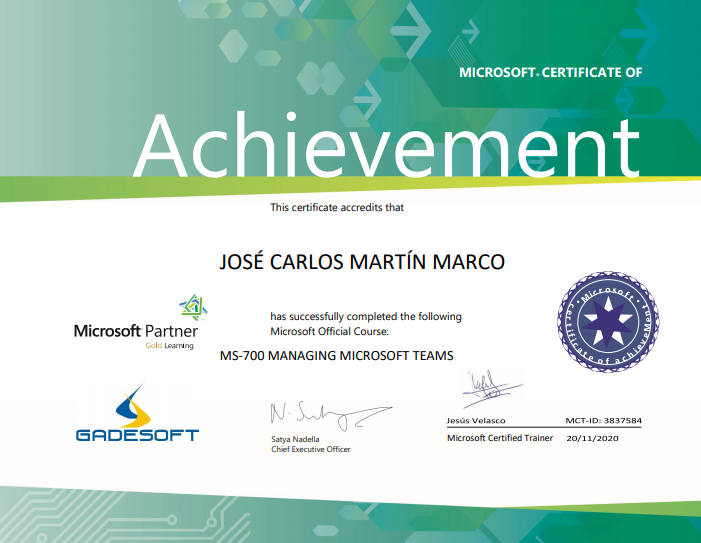 MICROSOFT® CERTIFICATE OF
Achievement
This certificate accredits that
JOSÉ CARLOS MARTÍN MARCO
has successfully completed the following
Microsoft Official Course:
MS-700 MANAGING MICROSOFT TEAMS
Microsoft Partner
Gold Learning
• Microsoft •
certificate of achieveMent
GADESOFT
Satya Nadella
Chief Executive Officer
Jesús Velasco MCT-ID: 3837584
Microsoft Certified Trainer 20/11/2020